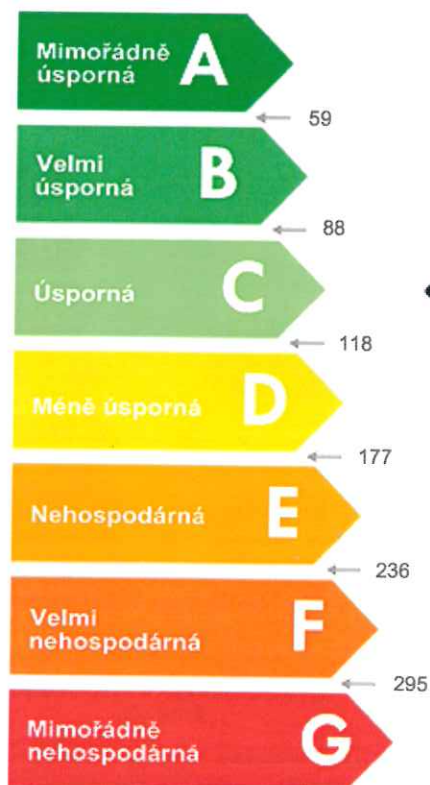 Mimořádně
úsporná
A
59
Velmi
úsporná
B
88
Úsporná
C
118
Méně úsporná
D
177
Nehospodárná
E
236
Velmi
nehospodárná
F
295
Mimořádně
nehospodárná
G